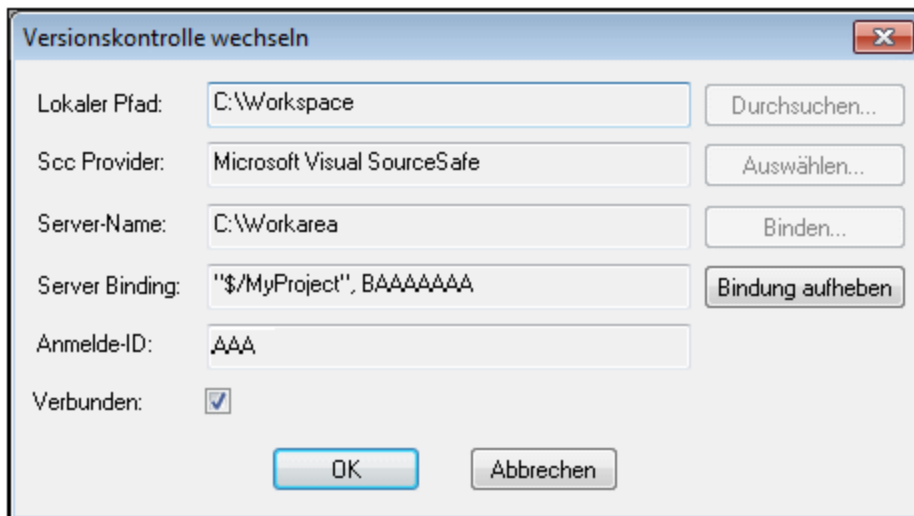 Versionskontrolle wechseln
Lokaler Pfad: C:\Workspace Durchsuchen...
Scc Provider: Microsoft Visual SourceSafe Auswählen...
Server-Name: C:\Workarea Binden...
Server Binding: "$/MyProject", BAAAAAAA Bindung aufheben
Anmelde-ID: AAA
Verbunden:
OK Abbrechen